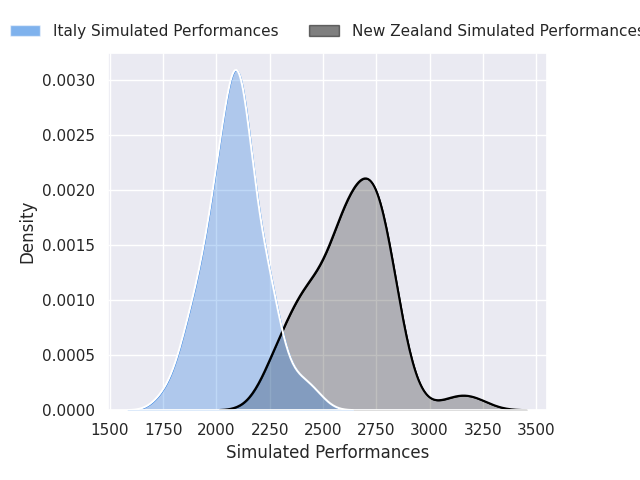 Italy Simulated Performances
New Zealand Simulated Performances
0.0030
0.0025
0.0020
0.0015
0.0010
0.0005
0.0000
Density
1500 1750 2000 2250 2500 2750 3000 3250 3500
Simulated Performances